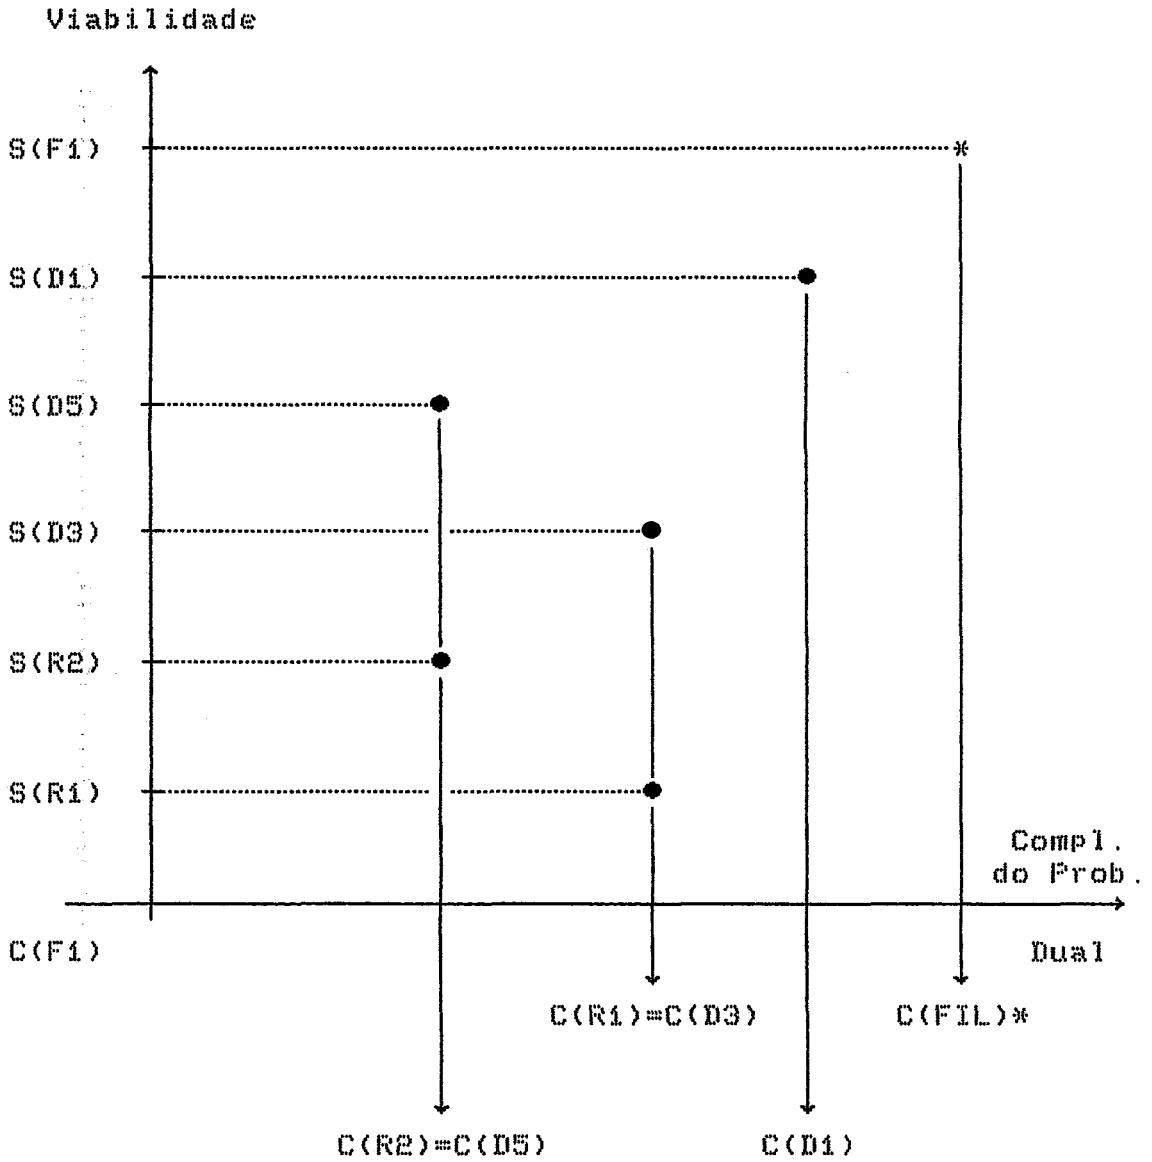 Viabilidade
S(F1)
S(D1)
S(D5)
S(D3)
S(R2)
S(R1)
Compl.
do Prob.
C(F1)
Dual
C(R1)=C(D3)
C(FIL)*
C(R2)=C(D5)
C(D1)